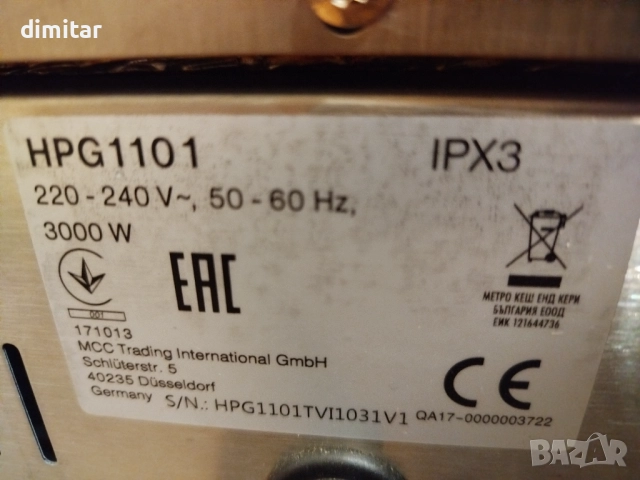 dimitar
HPG1101
IPX3
220 - 240 V~, 50 - 60 Hz,
3000 W
EAC
001
171013
MCC Trading International GmbH
Schlüterstr. 5
40235 Düsseldorf
Germany
S/N.: HPG1101TVI1031V1
МЕТРО КЕШ ЕНД КЕРИ
БЪЛГАРИЯ ЕООД
ЕИК 121644736
CE
QA17-0000003722
BAZAR